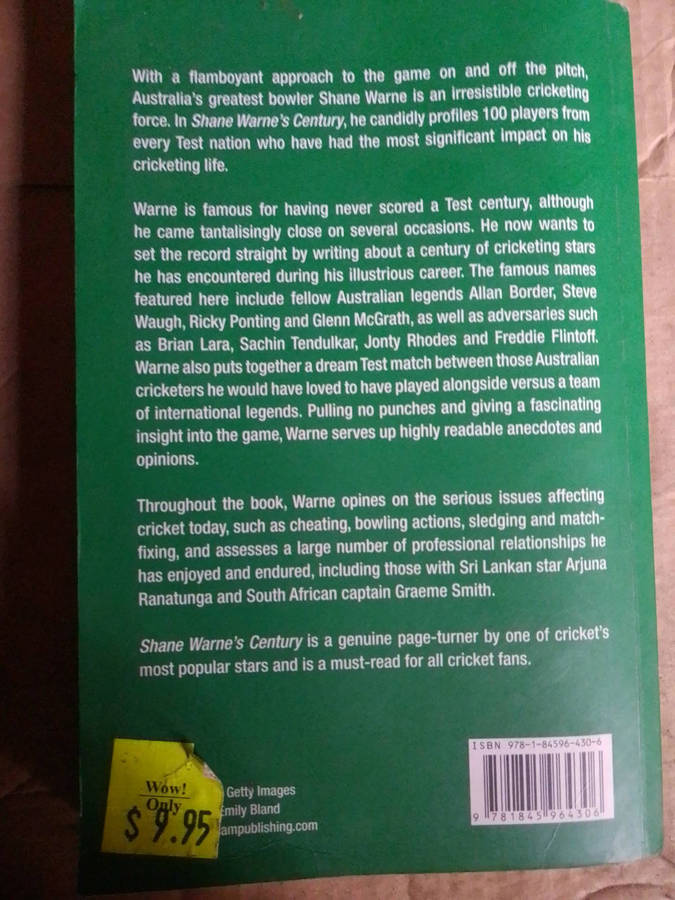 With a flamboyant approach to the game on and off the pitch,
Australia's greatest bowler Shane Warne is an irresistible cricketing
force. In Shane Warne's Century, he candidly profiles 100 players from
every Test nation who have had the most significant impact on his
cricketing life.
Warne is famous for having never scored a Test century, although
he came tantalisingly close on several occasions. He now wants to
set the record straight by writing about a century of cricketing stars
he has encountered during his illustrious career. The famous names
featured here include fellow Australian legends Allan Border, Steve
Waugh, Ricky Ponting and Glenn McGrath, as well as adversaries such
as Brian Lara, Sachin Tendulkar, Jonty Rhodes and Freddie Flintoff.
Warne also puts together a dream Test match between those Australian
cricketers he would have loved to have played alongside versus a team
of international legends. Pulling no punches and giving a fascinating
insight into the game, Warne serves up highly readable anecdotes and
opinions.
Throughout the book, Warne opines on the serious issues affecting
cricket today, such as cheating, bowling actions, sledging and match-
fixing, and assesses a large number of professional relationships he
has enjoyed and endured, including those with Sri Lankan star Arjuna
Ranatunga and South African captain Graeme Smith.
Shane Warne's Century is a genuine page-turner by one of cricket's
most popular stars and is a must-read for all cricket fans.
ISBN 978-1-84596-430-6
9 781845 964306
Getty Images
Emily Bland
ampublishing.com
Wow!
Only
$ 9.95